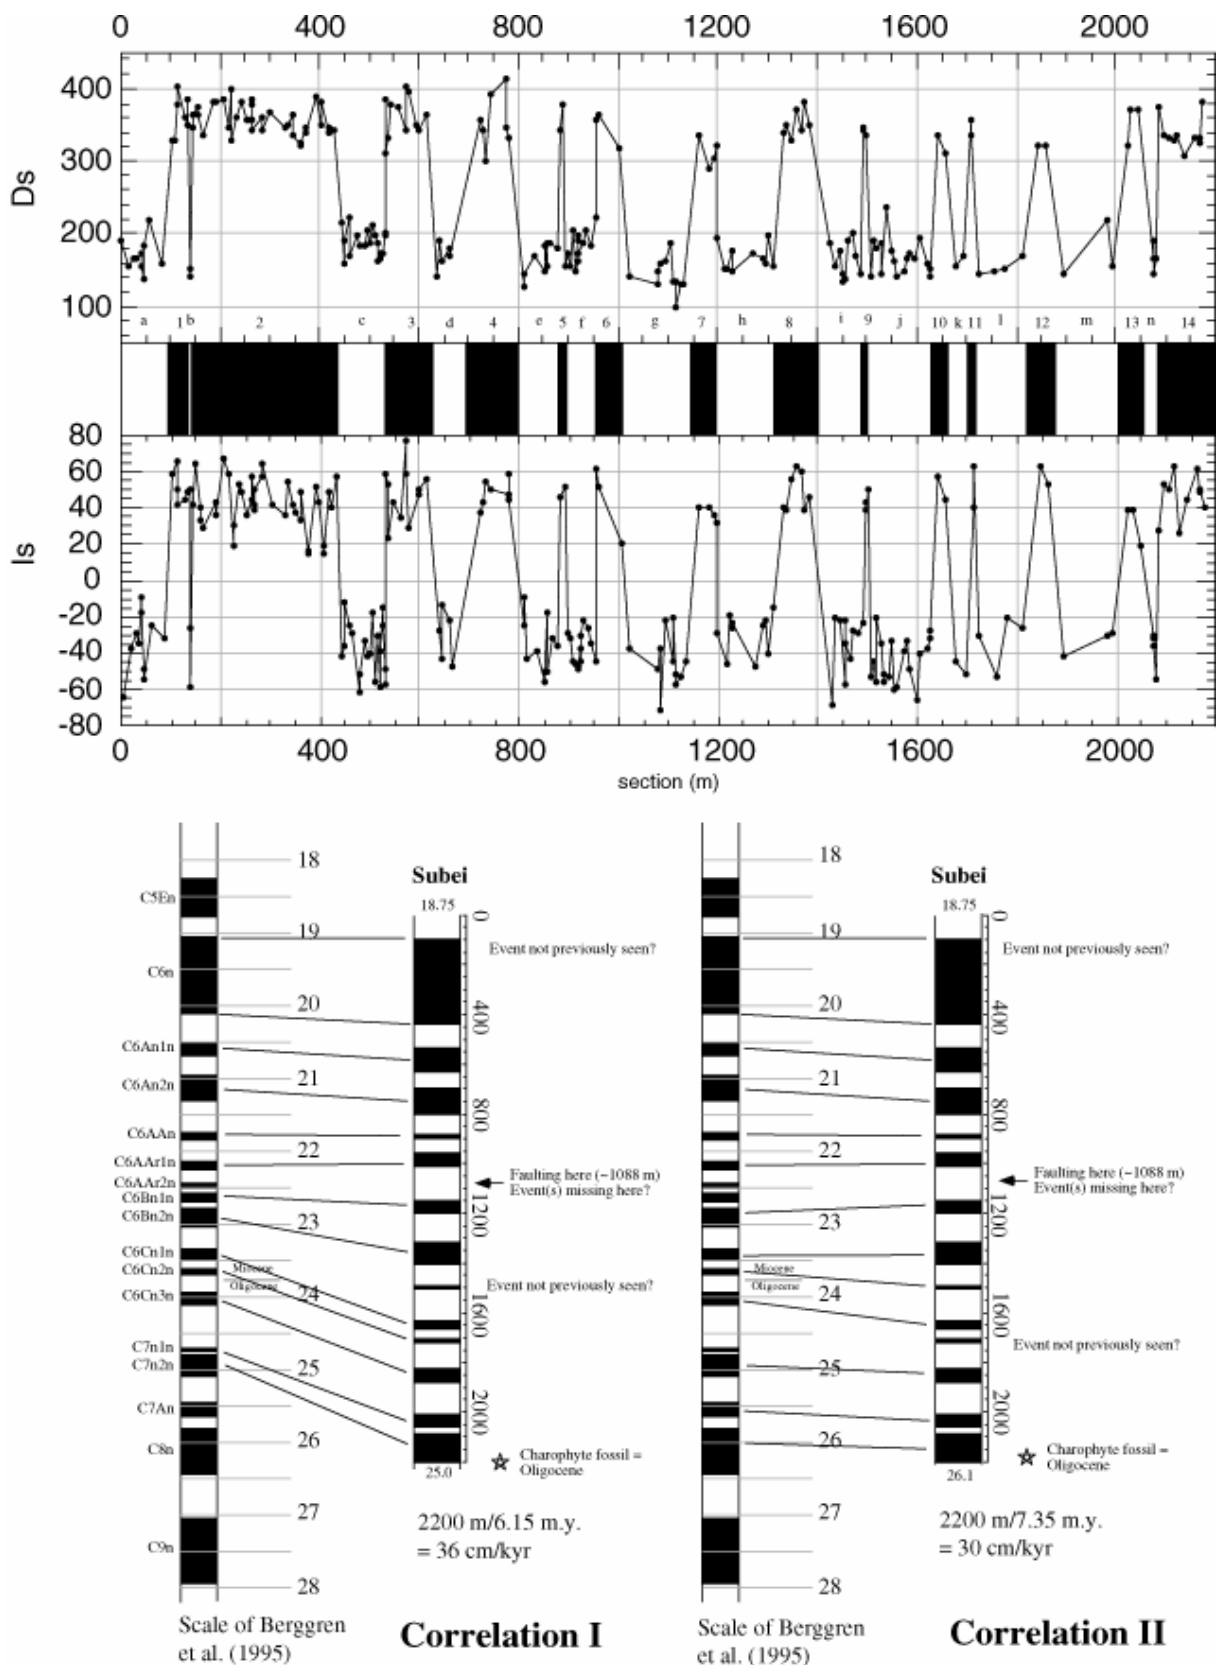 0 400 800 1200 1600 2000
Ds
400
300
200
100
a 1 b 2 c 3 d 4 e 5 f 6 g 7 h 8 i 9 j 10 k 11 l 12 m 13 n 14
Is
80
60
40
20
0
-20
-40
-60
-80
0 400 800 1200 1600 2000
section (m)
18
C5En
19
C6n
20
C6An1n
21
C6An2n
C6AAn
22
C6AAr1n
C6AAr2n
C6Bn1n
C6Bn2n
23
C6Cn1n
C6Cn2n
Miocene
Oligocene
24
C6Cn3n
C7n1n
C7n2n
25
C7An
C8n
26
27
C9n
28
Scale of Berggren
et al. (1995)
Subei
18.75
0
400
800
1200
1600
2000
Event not previously seen?
Faulting here (~1088 m)
Event(s) missing here?
Event not previously seen?
Charophyte fossil =
Oligocene
25.0
2200 m/6.15 m.y.
= 36 cm/kyr
Correlation I
18
19
20
21
22
23
Miocene
Oligocene
24
25
26
27
28
Scale of Berggren
et al. (1995)
Subei
18.75
0
400
800
1200
1600
2000
Event not previously seen?
Faulting here (~1088 m)
Event(s) missing here?
Event not previously seen?
Charophyte fossil =
Oligocene
26.1
2200 m/7.35 m.y.
= 30 cm/kyr
Correlation II